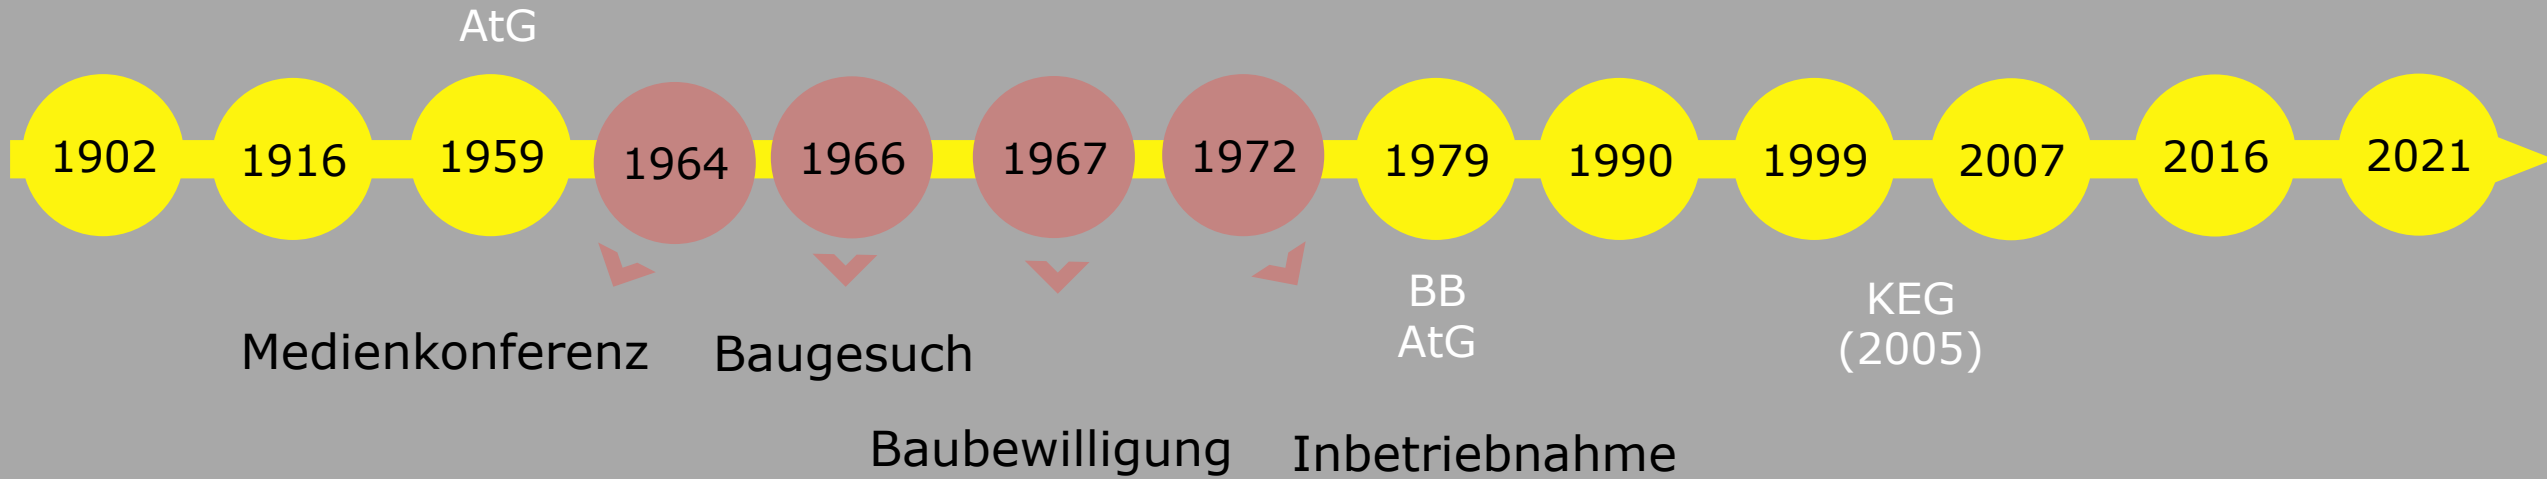 AtG
1902
1916
1959
1964
1966
1967
1972
1979
1990
1999
2007
2016
2021
BB
AtG
KEG
(2005)
Medienkonferenz
Baugesuch
Baubewilligung
Inbetriebnahme